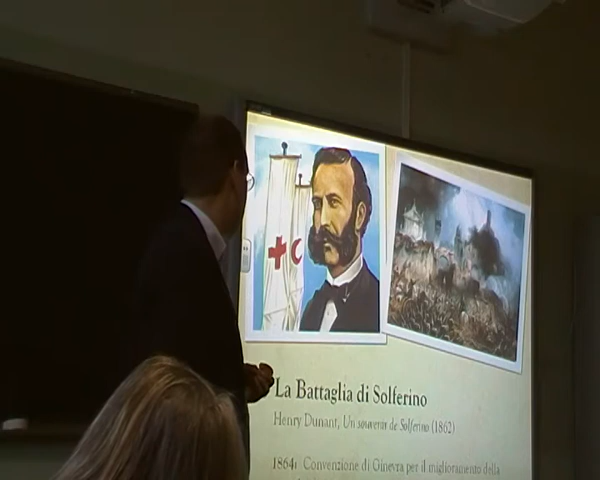 La Battaglia di Solferino
Henry Dunant, Un souvenir de Solferino (1862)
1864: Convenzione di Ginevra per il miglioramento della